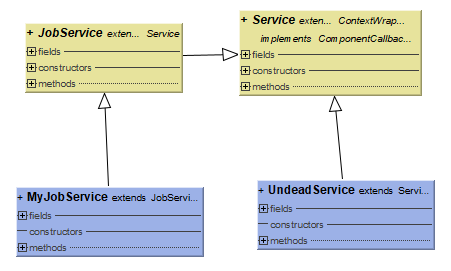 + JobService exten... Service
fields
constructors
methods
+ Service exten... ContextWrap...
implements ComponentCallbac...
fields
constructors
methods
+ MyJobService extends JobServi...
fields
constructors
methods
+ UndeadService extends Servi...
fields
constructors
methods